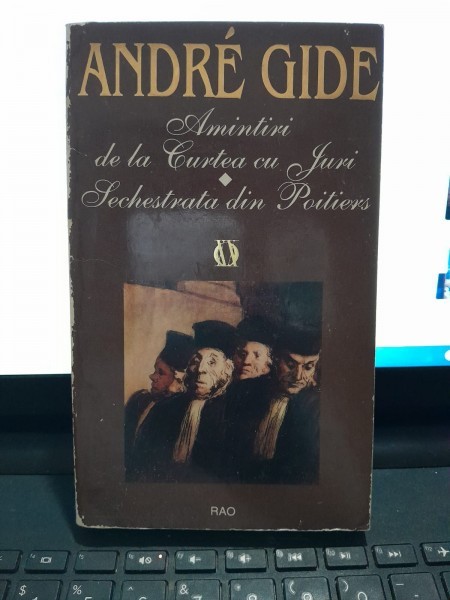 ANDRÉ GIDE
Amintiri
de la Curtea cu Juri
Sechestrata din Poitiers
RAO